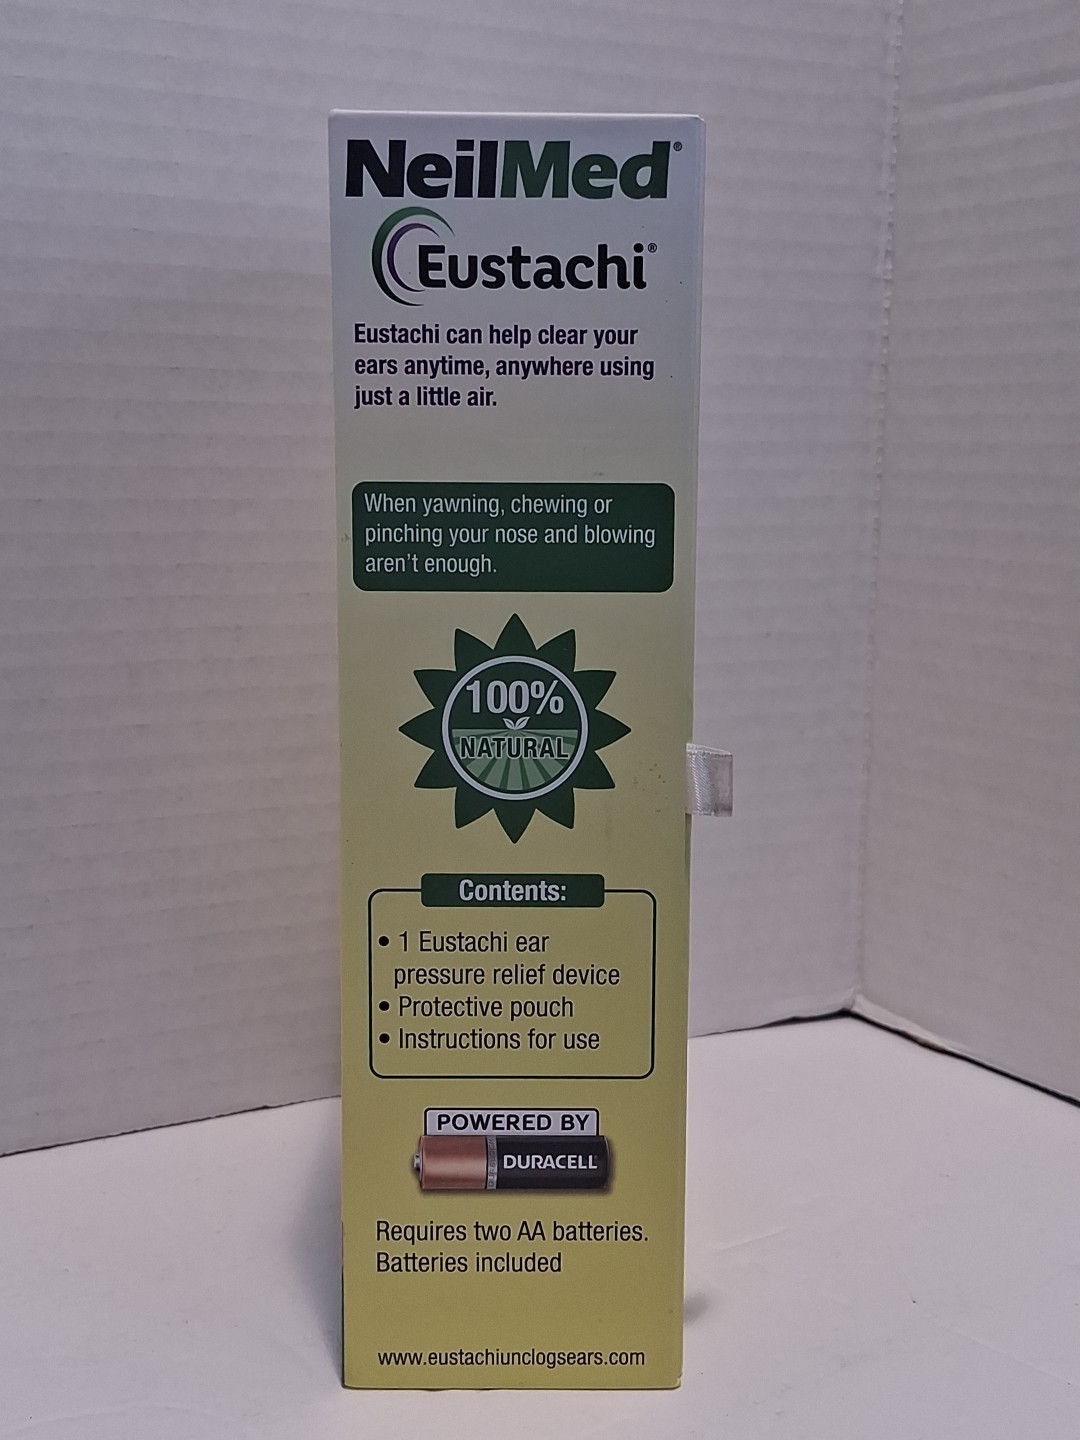 NeilMed®
Eustachi®
Eustachi can help clear your
ears anytime, anywhere using
just a little air.
When yawning, chewing or
pinching your nose and blowing
aren't enough.
100%
NATURAL
Contents:
• 1 Eustachi ear
pressure relief device
• Protective pouch
• Instructions for use
POWERED BY
DURACELL
Requires two AA batteries.
Batteries included
www.eustachiunclogsears.com